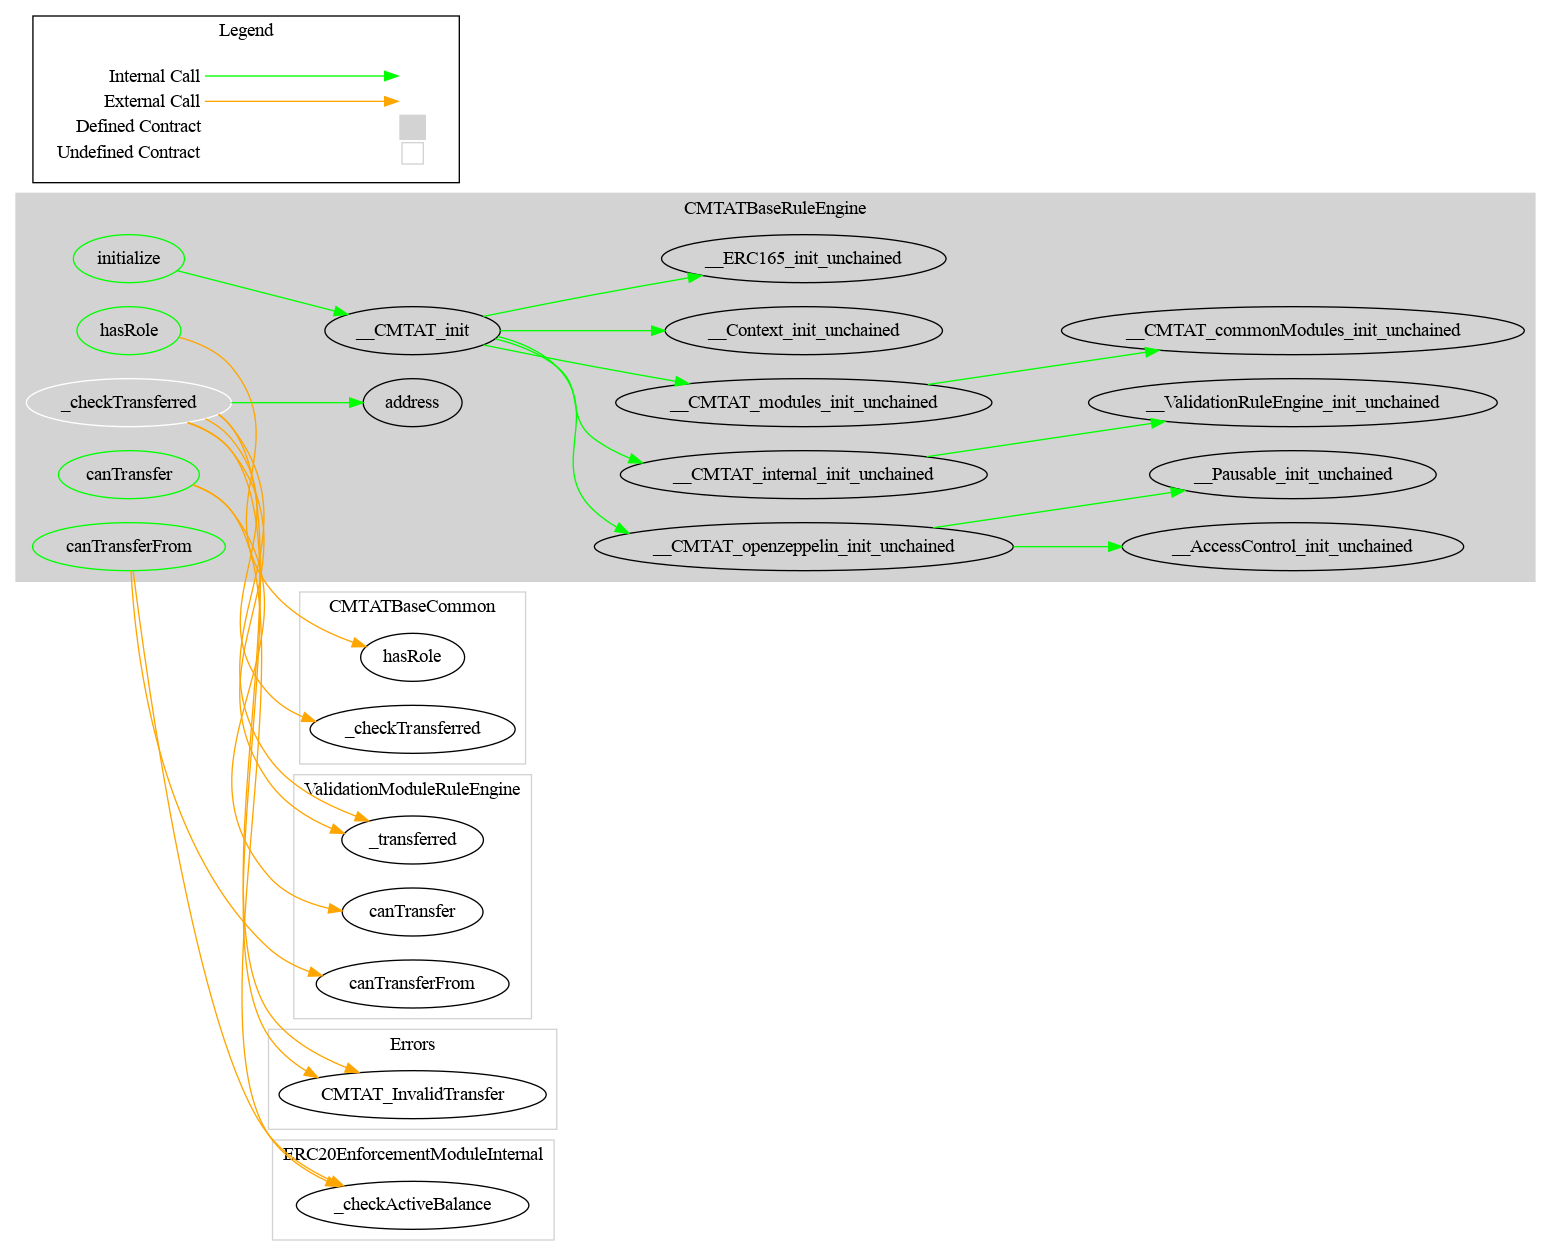 Legend
Internal Call
External Call
Defined Contract
Undefined Contract
CMTATBaseRuleEngine
initialize
hasRole
_checkTransferred
canTransfer
canTransferFrom
__CMTAT_init
address
__ERC165_init_unchained
__Context_init_unchained
__CMTAT_modules_init_unchained
__CMTAT_internal_init_unchained
__CMTAT_openzeppelin_init_unchained
__CMTAT_commonModules_init_unchained
__ValidationRuleEngine_init_unchained
__Pausable_init_unchained
__AccessControl_init_unchained
CMTATBaseCommon
hasRole
_checkTransferred
ValidationModuleRuleEngine
_transferred
canTransfer
canTransferFrom
Errors
CMTAT_InvalidTransfer
ERC20EnforcementModuleInternal
_checkActiveBalance